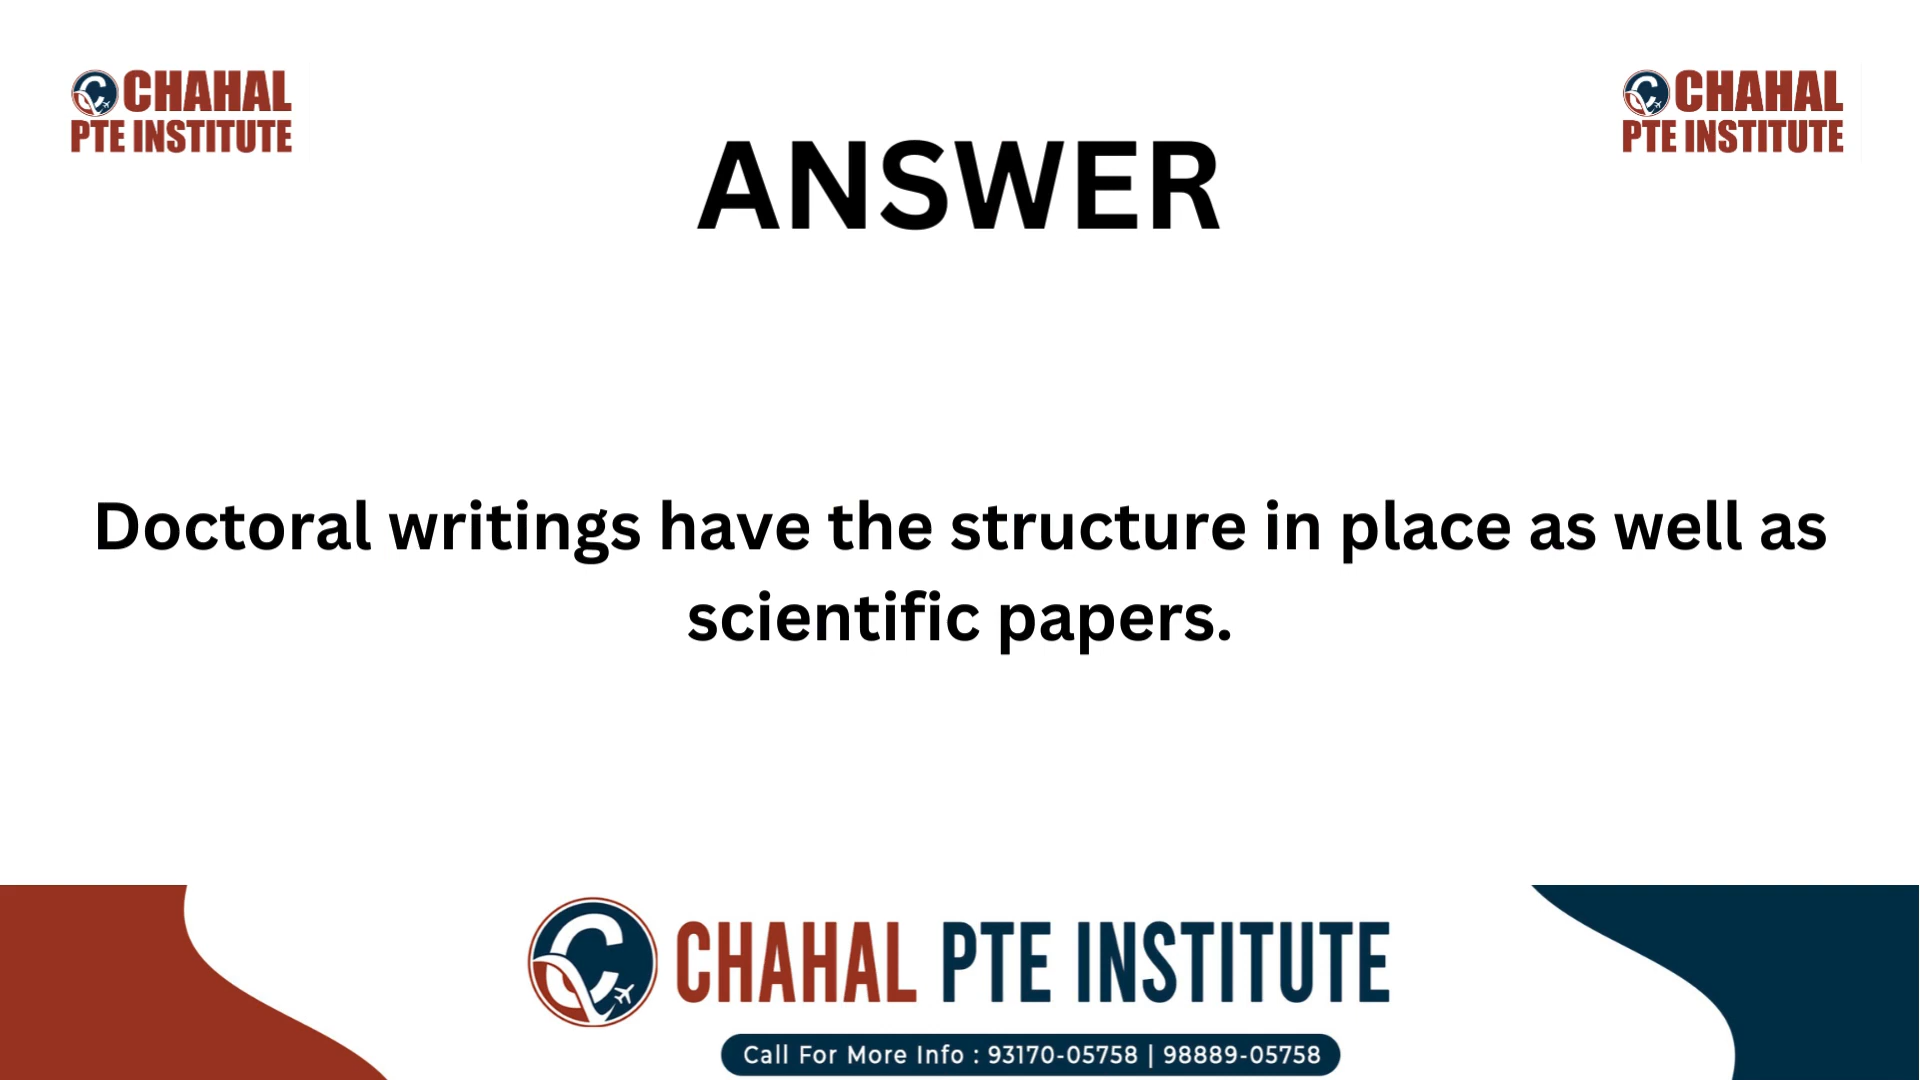 CHAHAL
PTE INSTITUTE
CHAHAL
PTE INSTITUTE
ANSWER
Doctoral writings have the structure in place as well as
scientific papers.
CHAHAL PTE INSTITUTE
Call For More Info : 93170-05758 | 98889-05758